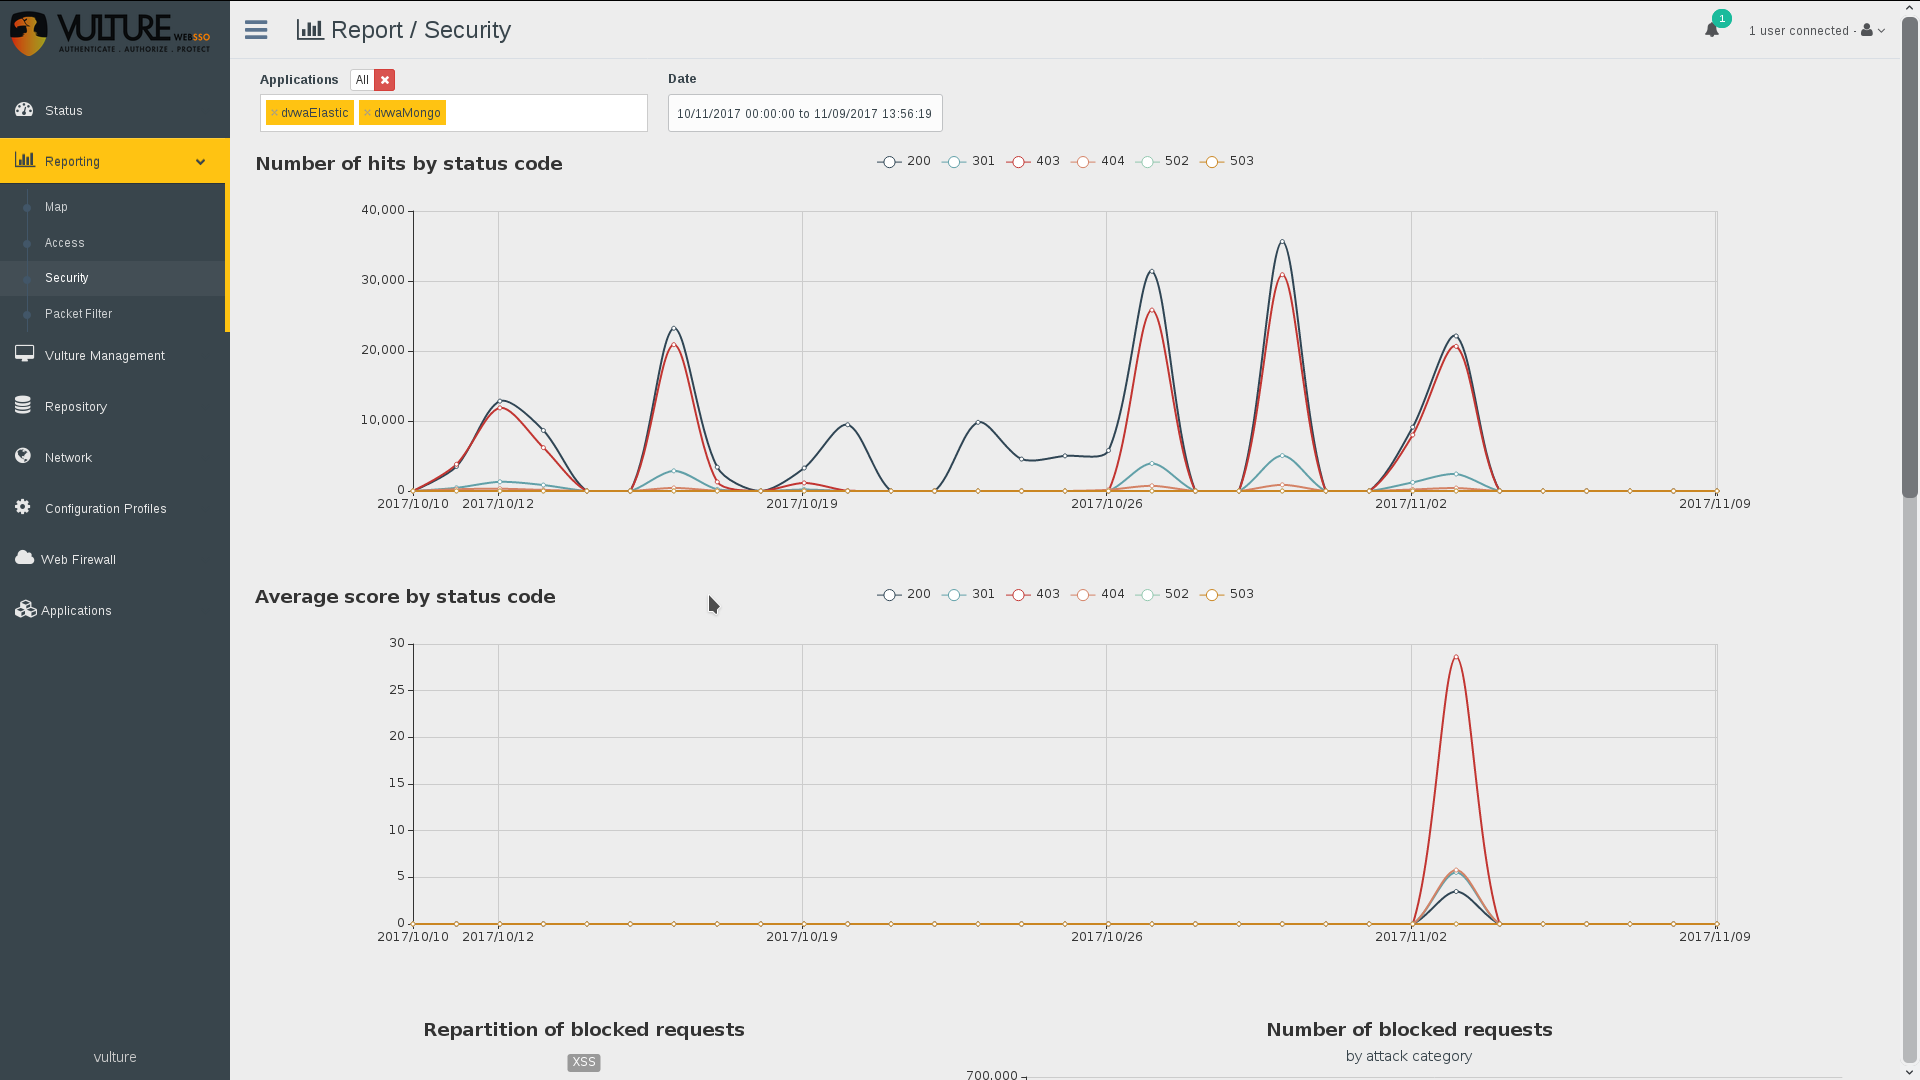 VULTURE WEBSSO
AUTHENTICATE . AUTHORIZE . PROTECT
Status
Reporting
Map
Access
Security
Packet Filter
Vulture Management
Repository
Network
Configuration Profiles
Web Firewall
Applications
vulture
Report / Security
1
1 user connected -
Applications All
× dvwaElastic × dvwaMongo
Date
10/11/2017 00:00:00 to 11/09/2017 13:56:19
Number of hits by status code
200 301 403 404 502 503
40,000
30,000
20,000
10,000
0
2017/10/10 2017/10/12 2017/10/19 2017/10/26 2017/11/02 2017/11/09
Average score by status code
200 301 403 404 502 503
30
25
20
15
10
5
0
2017/10/10 2017/10/12 2017/10/19 2017/10/26 2017/11/02 2017/11/09
Repartition of blocked requests
XSS
Number of blocked requests
by attack category
700,000